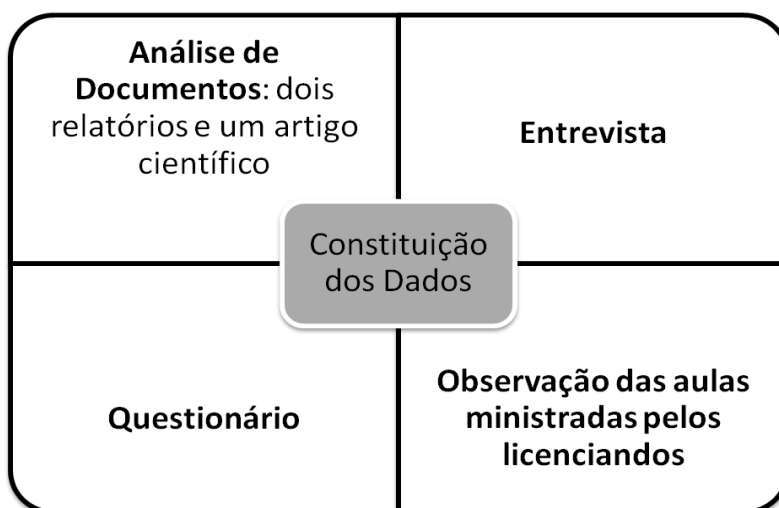 Análise de
Documentos: dois
relatórios e um artigo
científico
Entrevista
Constituição
dos Dados
Questionário
Observação das aulas
ministradas pelos
licenciandos